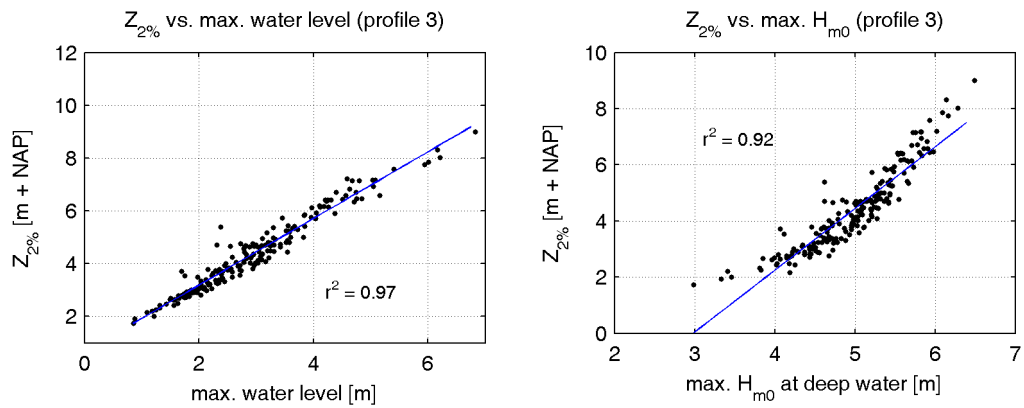 Z2% vs. max. water level (profile 3)
12
10
8
6
4
2
Z2% [m + NAP]
r² = 0.97
0 2 4 6
max. water level [m]
Z2% vs. max. Hm0 (profile 3)
10
8
6
4
2
0
Z2% [m + NAP]
r² = 0.92
2 3 4 5 6 7
max. Hm0 at deep water [m]